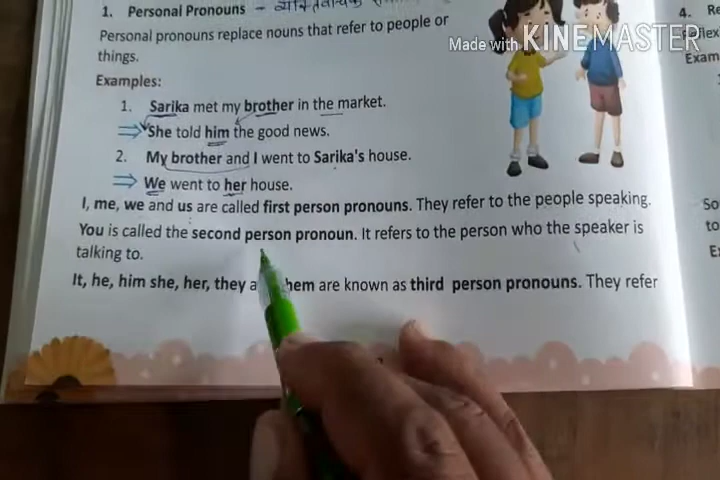 1. Personal Pronouns –
Personal pronouns replace nouns that refer to people or
things.
Examples:
1. Sarika met my brother in the market.
She told him the good news.
2. My brother and I went to Sarika's house.
We went to her house.
I, me, we and us are called first person pronouns. They refer to the people speaking.
You is called the second person pronoun. It refers to the person who the speaker is
talking to.
It, he, him she, her, they are known as third person pronouns. They refer
Made with KINEMASTER
4. Re
Exam
So
to